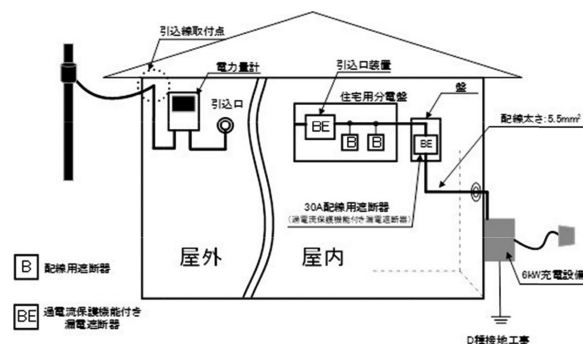 引込線取付点
電力量計
引込口
引込口装置
住宅用分電盤
盤
配線太さ:5.5mm²
BE
B
B
BE
30A配線用遮断器
(過電流保護機能付き漏電遮断器)
屋外
屋内
B
配線用遮断器
BE
過電流保護機能付き
漏電遮断器
6kW充電設備
D種接地工事